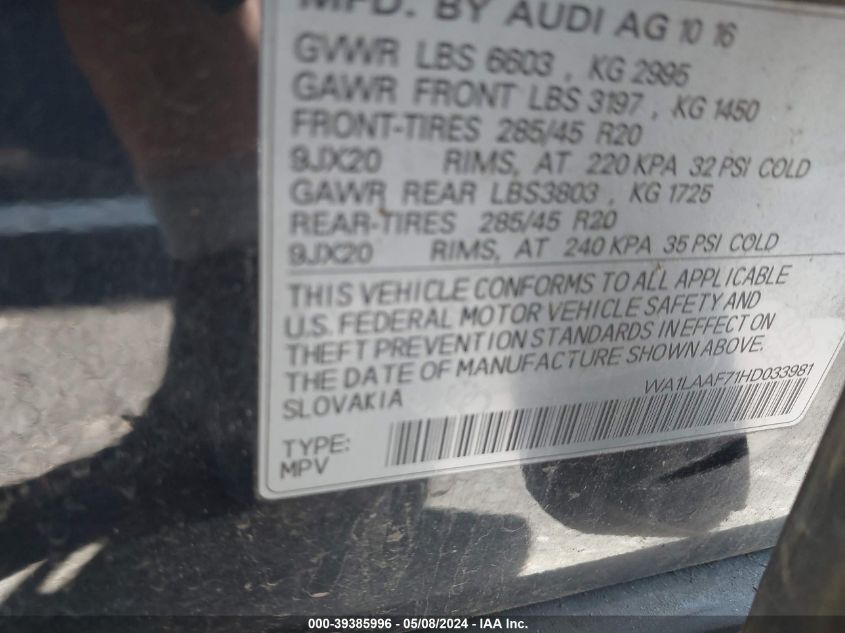 MFD. BY AUDI AG 10 16
GVWR LBS 6603 , KG 2995
GAWR FRONT LBS 3197 , KG 1450
FRONT-TIRES 285/45 R20
9JX20 RIMS, AT 220 KPA 32 PSI COLD
GAWR REAR LBS3803 , KG 1725
REAR-TIRES 285/45 R20
9JX20 RIMS, AT 240 KPA 35 PSI COLD
THIS VEHICLE CONFORMS TO ALL APPLICABLE
U.S. FEDERAL MOTOR VEHICLE SAFETY AND
THEFT PREVENTION STANDARDS IN EFFECT ON
THE DATE OF MANUFACTURE SHOWN ABOVE.
SLOVAKIA
WA1LAAF71HD033981
TYPE:
MPV
000-39385996 - 05/08/2024 - IAA Inc.